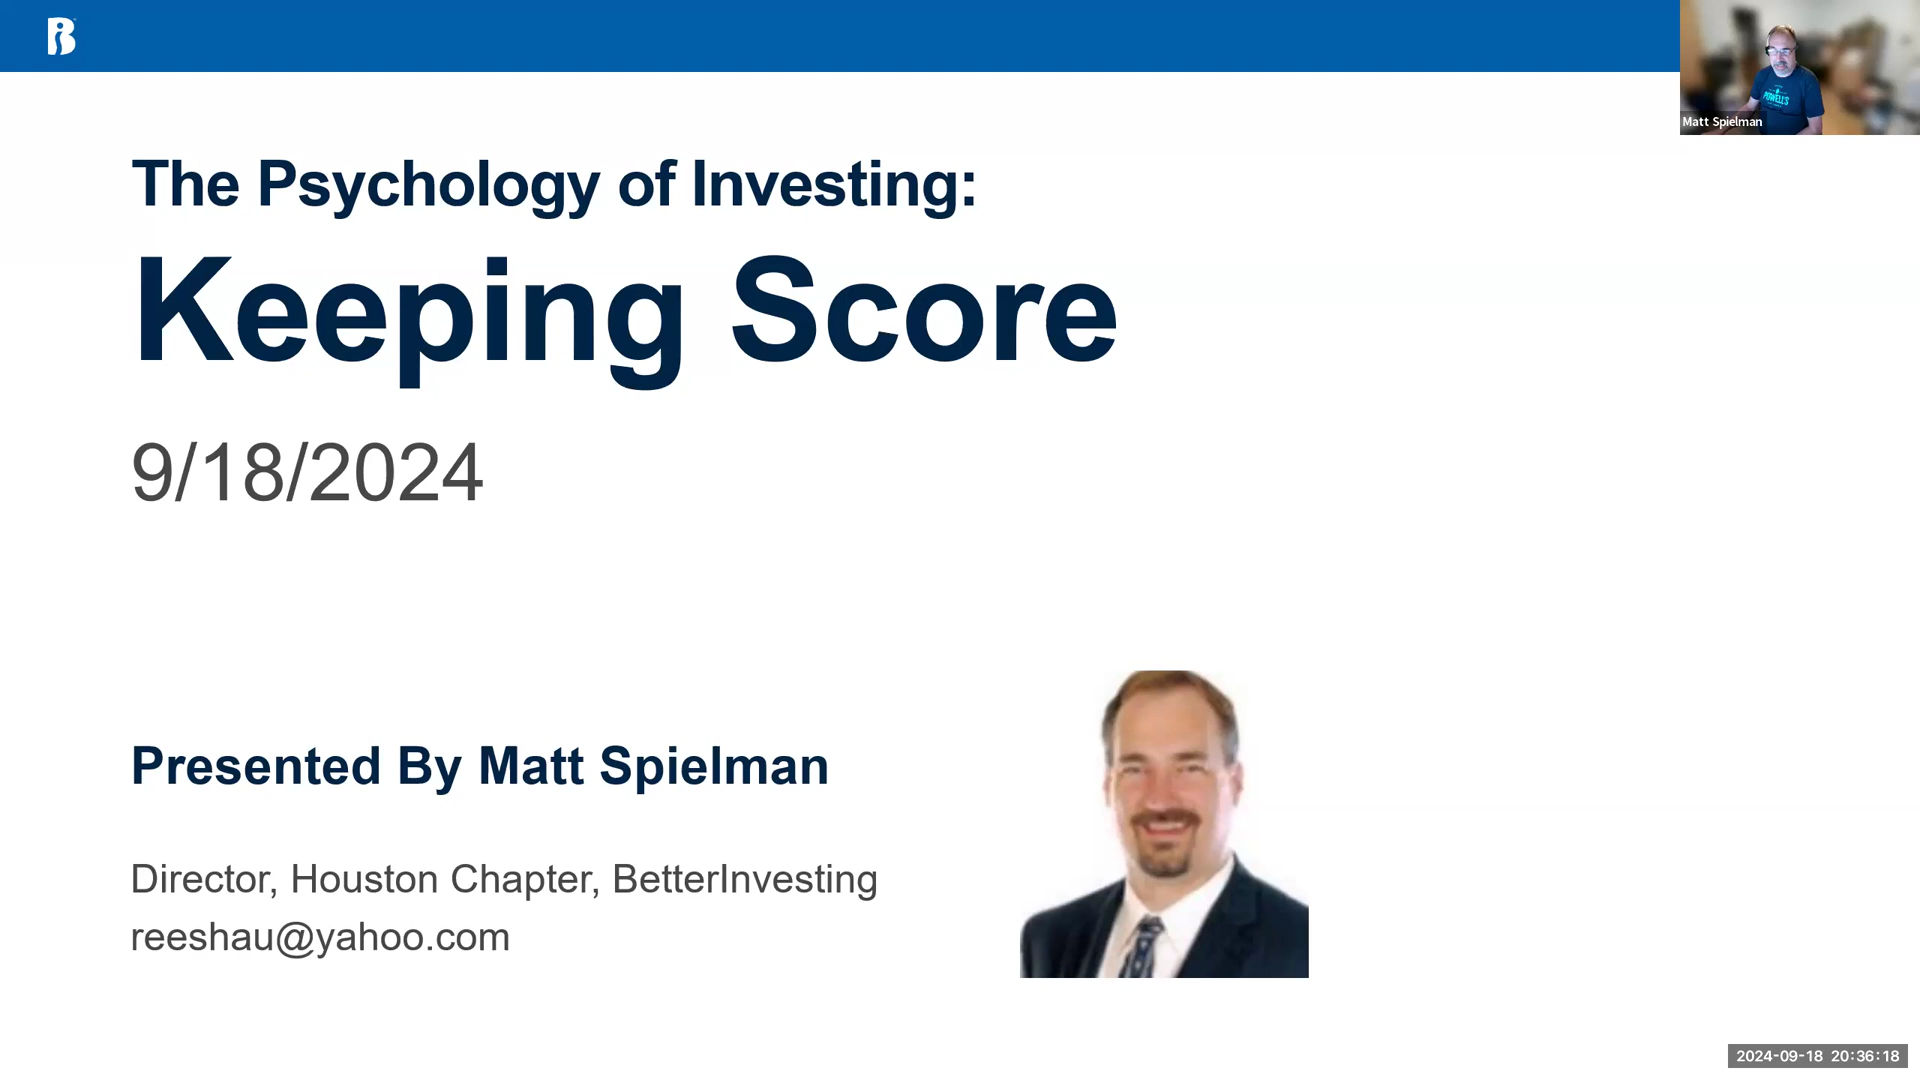 The Psychology of Investing:
Keeping Score
9/18/2024
Presented By Matt Spielman
Director, Houston Chapter, BetterInvesting
reeshau@yahoo.com
POWELL'S
Matt Spielman
2024-09-18 20:36:18